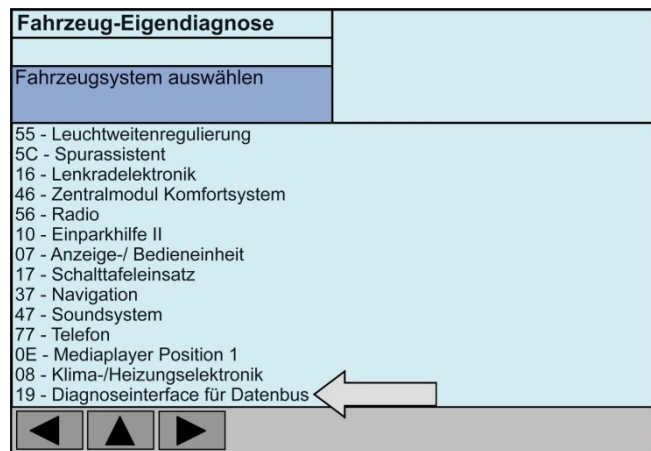 Fahrzeug-Eigendiagnose
Fahrzeugsystem auswählen
55 - Leuchtweitenregulierung
5C - Spurassistent
16 - Lenkradelektronik
46 - Zentralmodul Komfortsystem
56 - Radio
10 - Einparkhilfe II
07 - Anzeige-/ Bedieneinheit
17 - Schalttafeleinsatz
37 - Navigation
47 - Soundsystem
77 - Telefon
0E - Mediaplayer Position 1
08 - Klima-/Heizungselektronik
19 - Diagnoseinterface für Datenbus